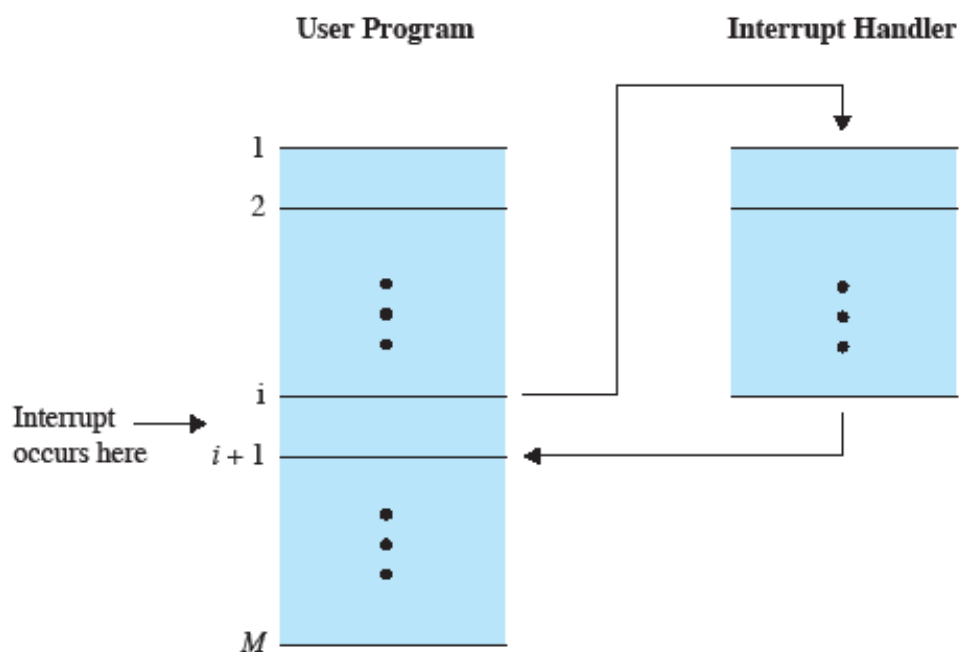 User Program
Interrupt Handler
1
2
i
Interrupt
occurs here
i + 1
M